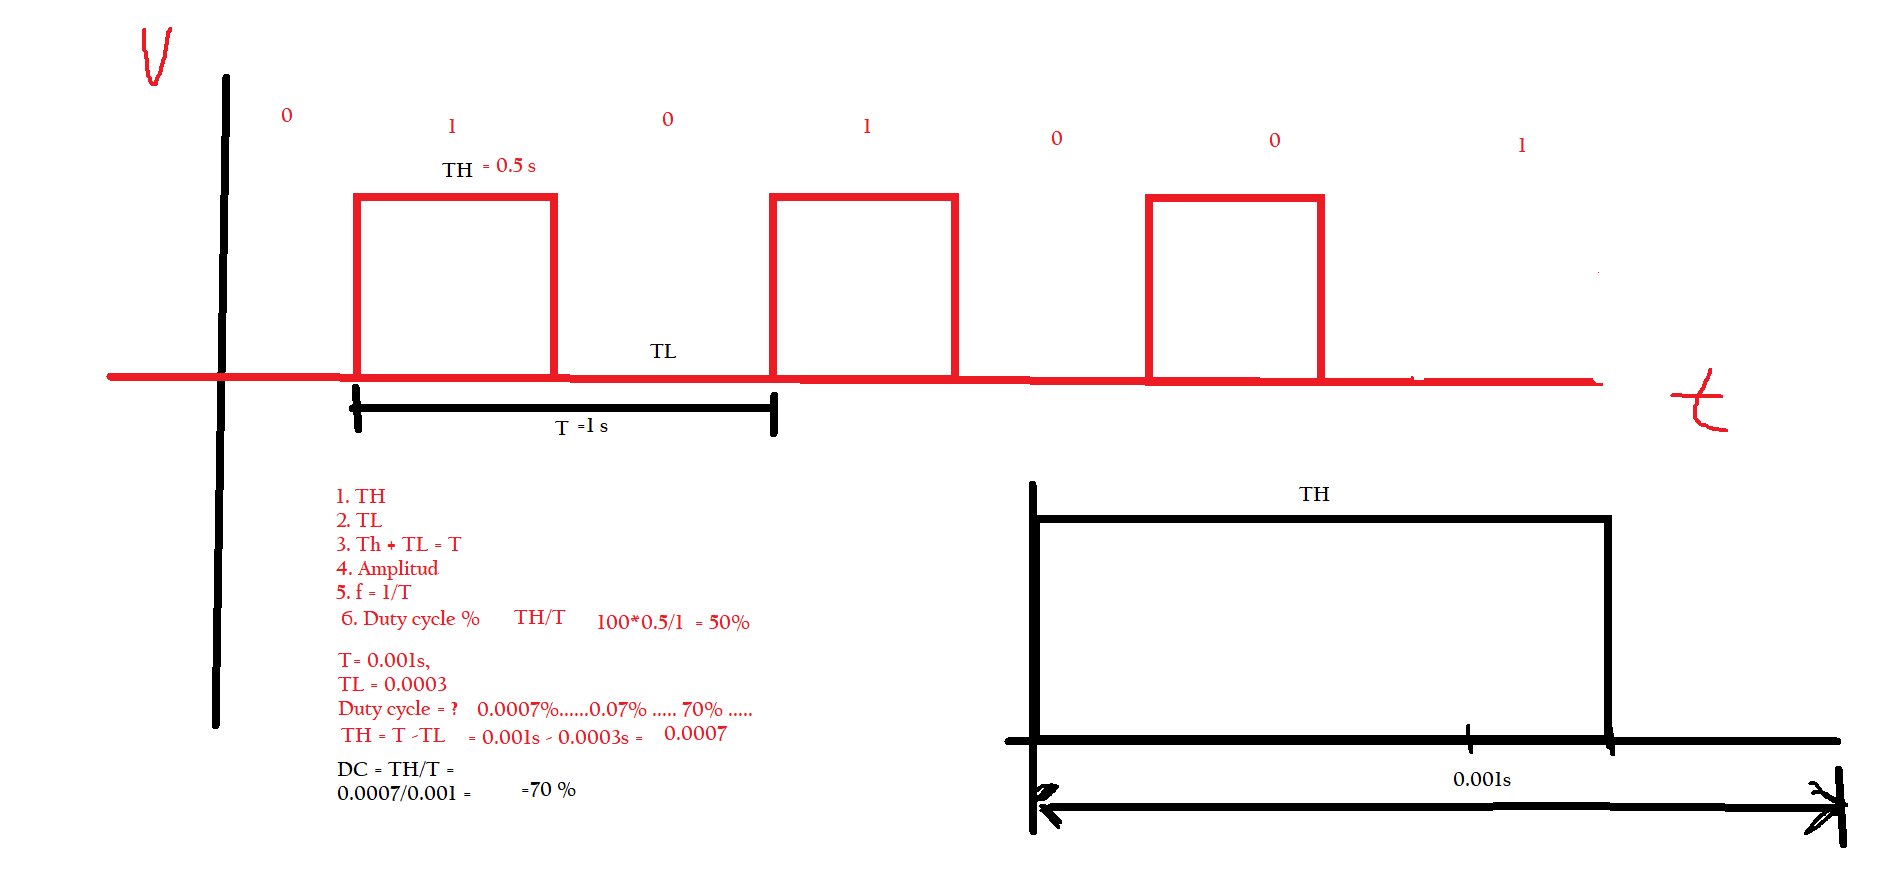 V
0 1 0 1 0 0 1
TH = 0.5 s
TL
t
T =1 s
1. TH
2. TL
3. Th + TL = T
4. Amplitud
5. f = 1/T
6. Duty cycle % TH/T 100*0.5/1 = 50%
T= 0.001s,
TL = 0.0003
Duty cycle = ? 0.0007%......0.07% ..... 70% .....
TH = T -TL = 0.001s - 0.0003s = 0.0007
DC = TH/T =
0.0007/0.001 = =70 %
TH
0.001s